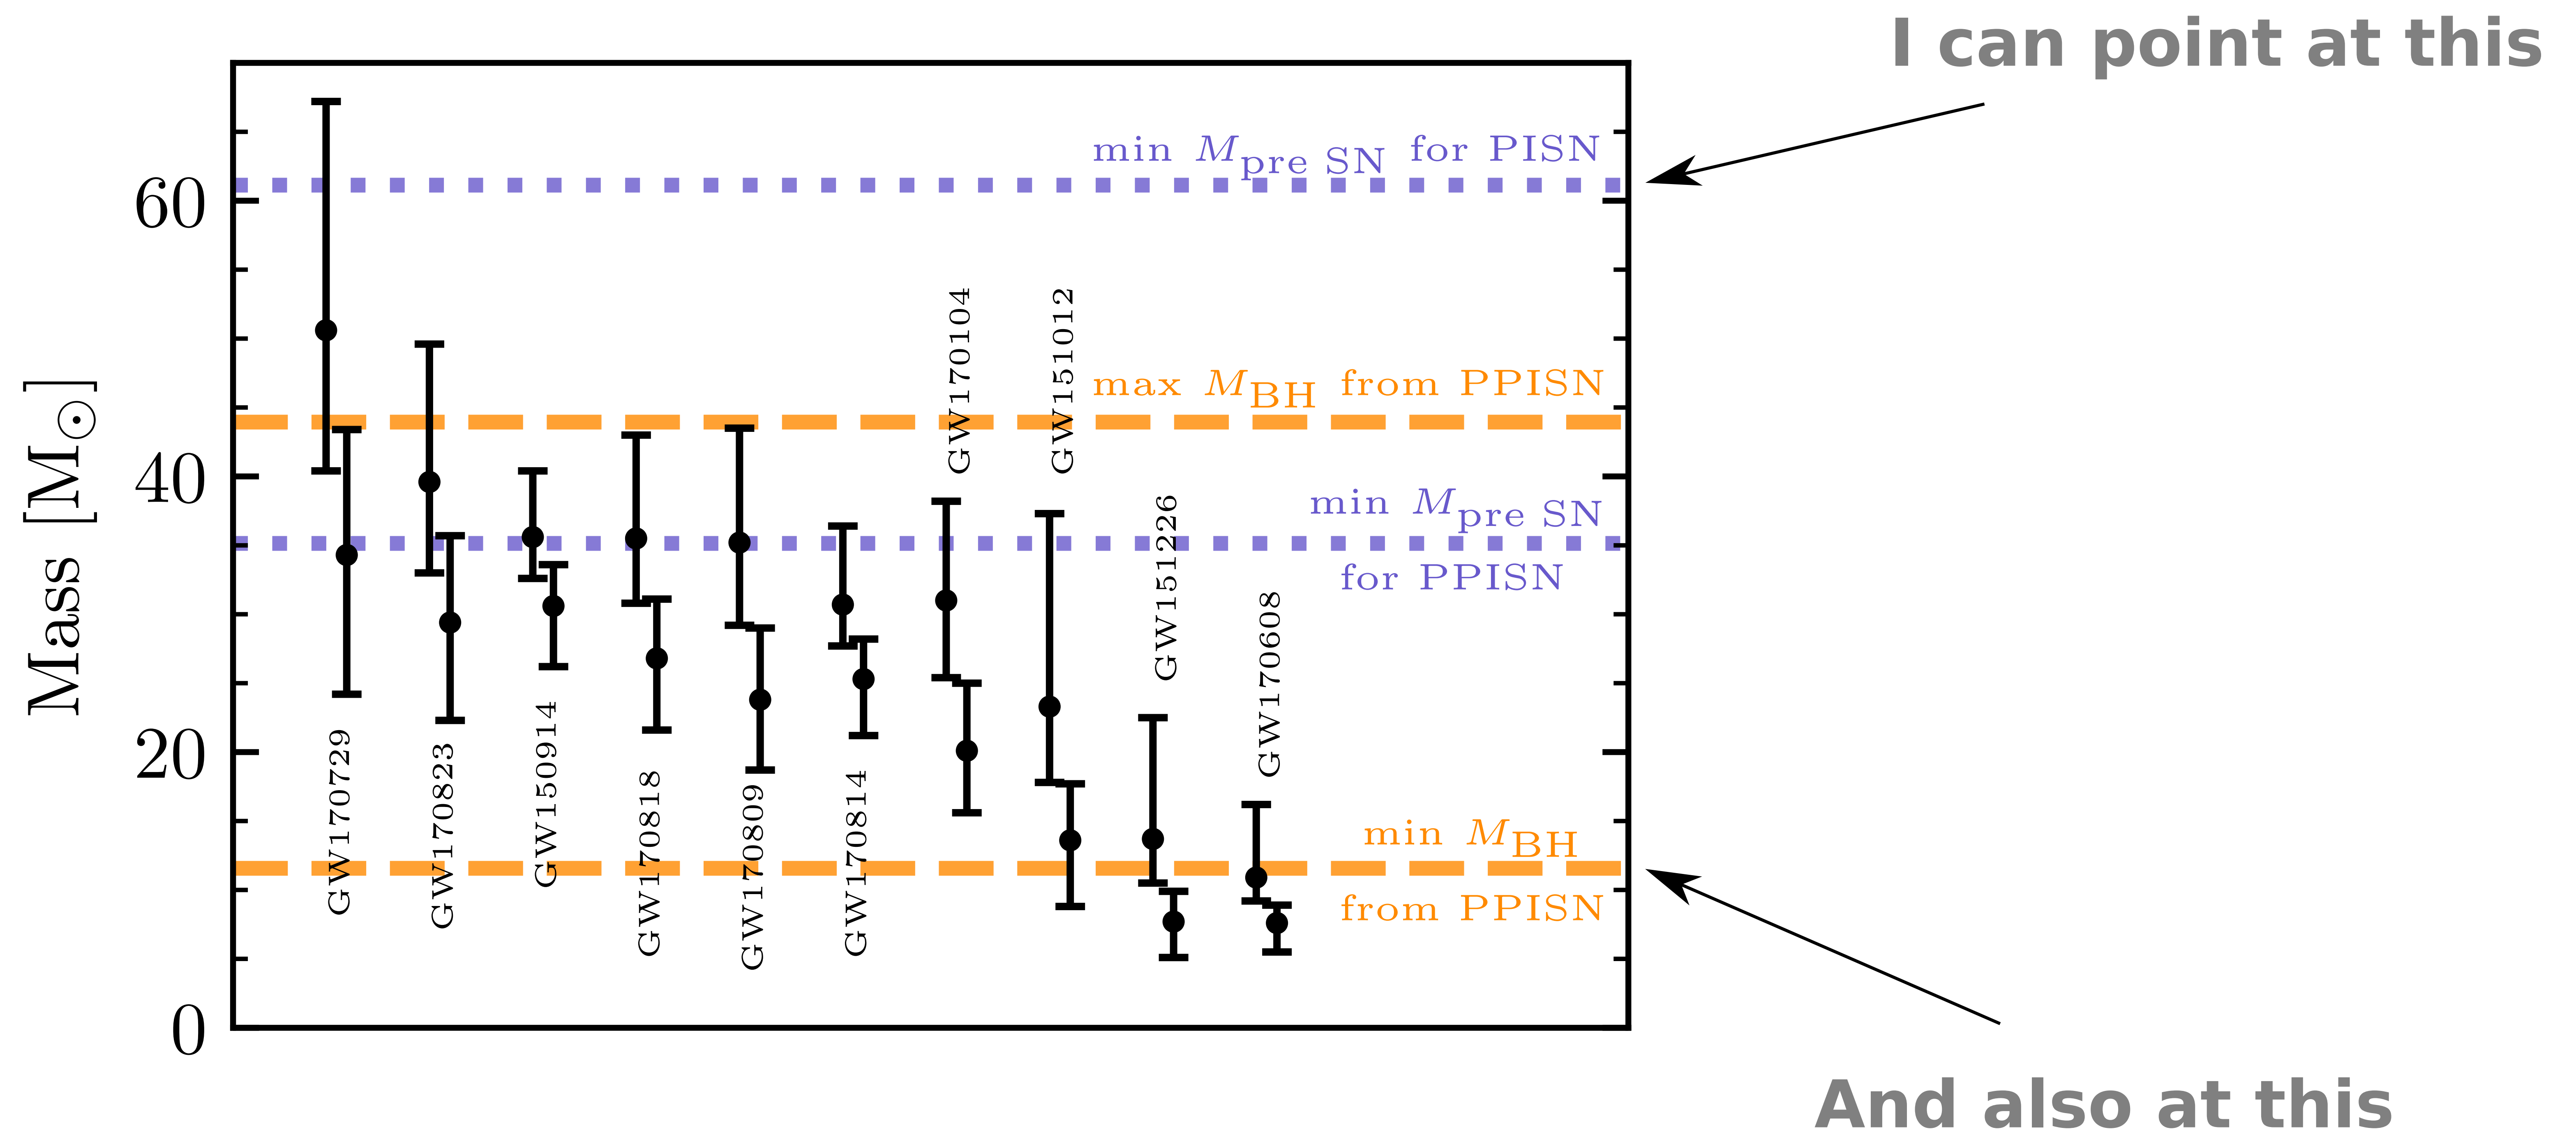 I can point at this
min M_pre SN for PISN
60
GW170104
GW151012
max M_BH from PPISN
Mass [M☉]
40
min M_pre SN
GW151226
for PPISN
GW170608
20
GW170729
GW170823
GW150914
GW170818
GW170809
GW170814
min M_BH
from PPISN
0
And also at this